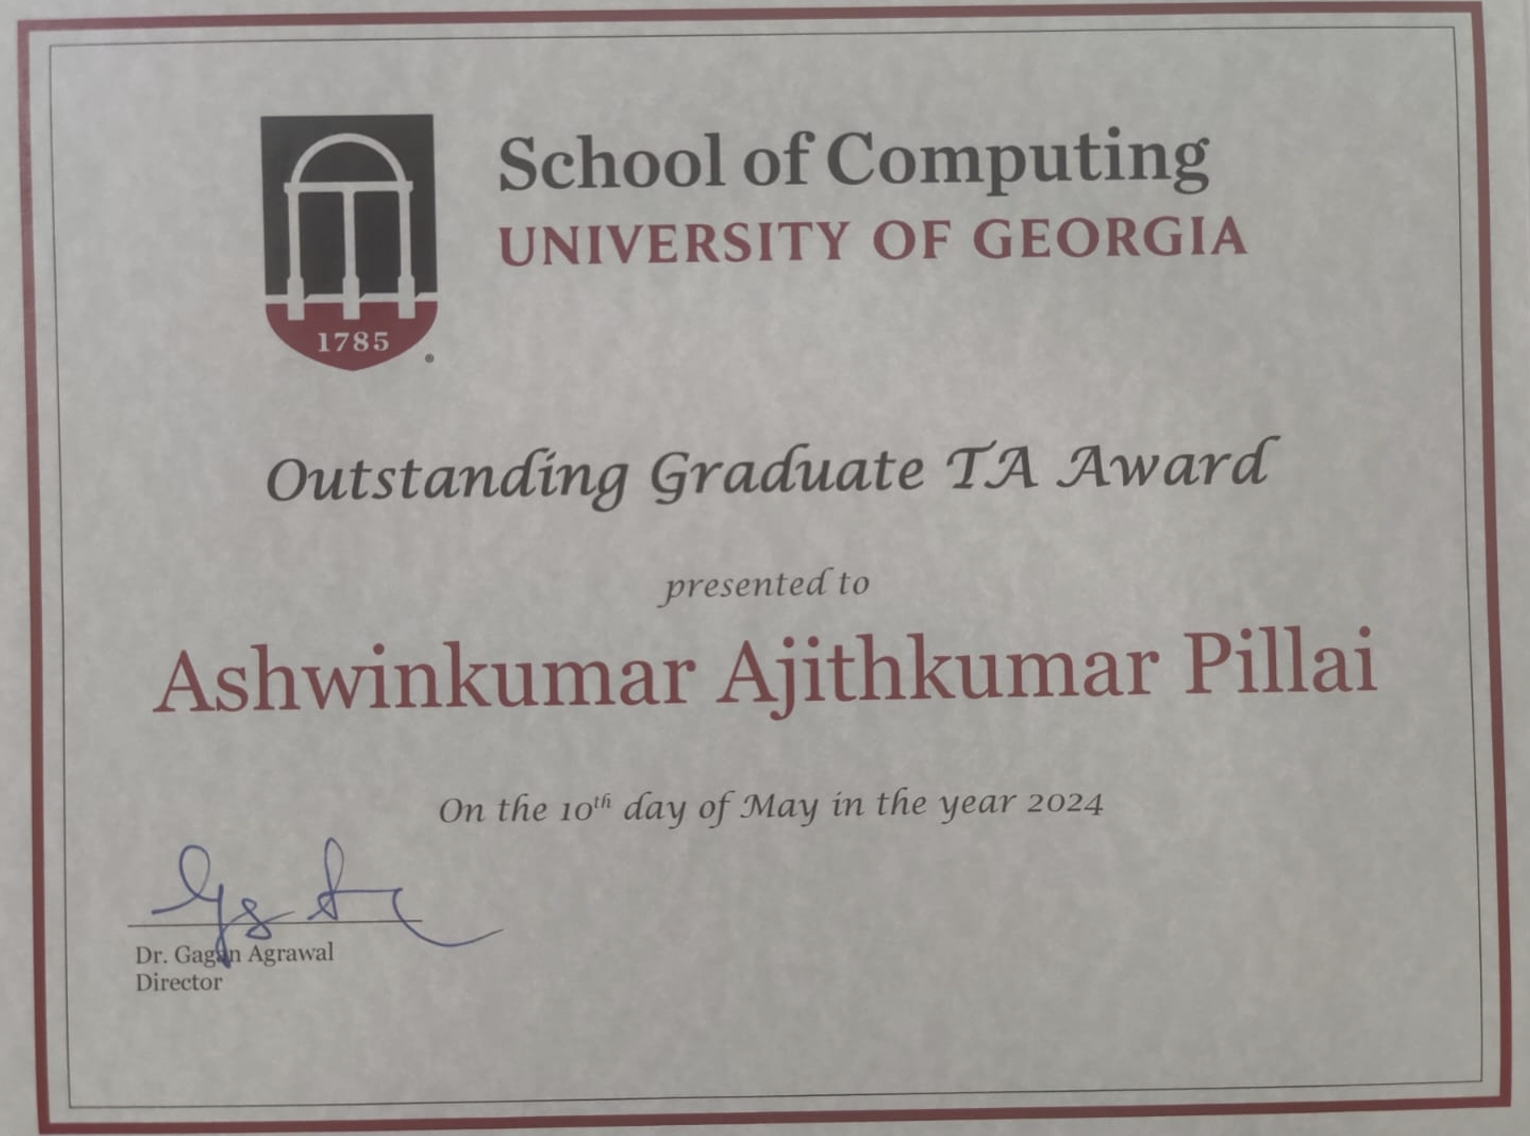 School of Computing
UNIVERSITY OF GEORGIA
1785
Outstanding Graduate TA Award
presented to
Ashwinkumar Ajithkumar Pillai
On the 10th day of May in the year 2024
Dr. Gagan Agrawal
Director